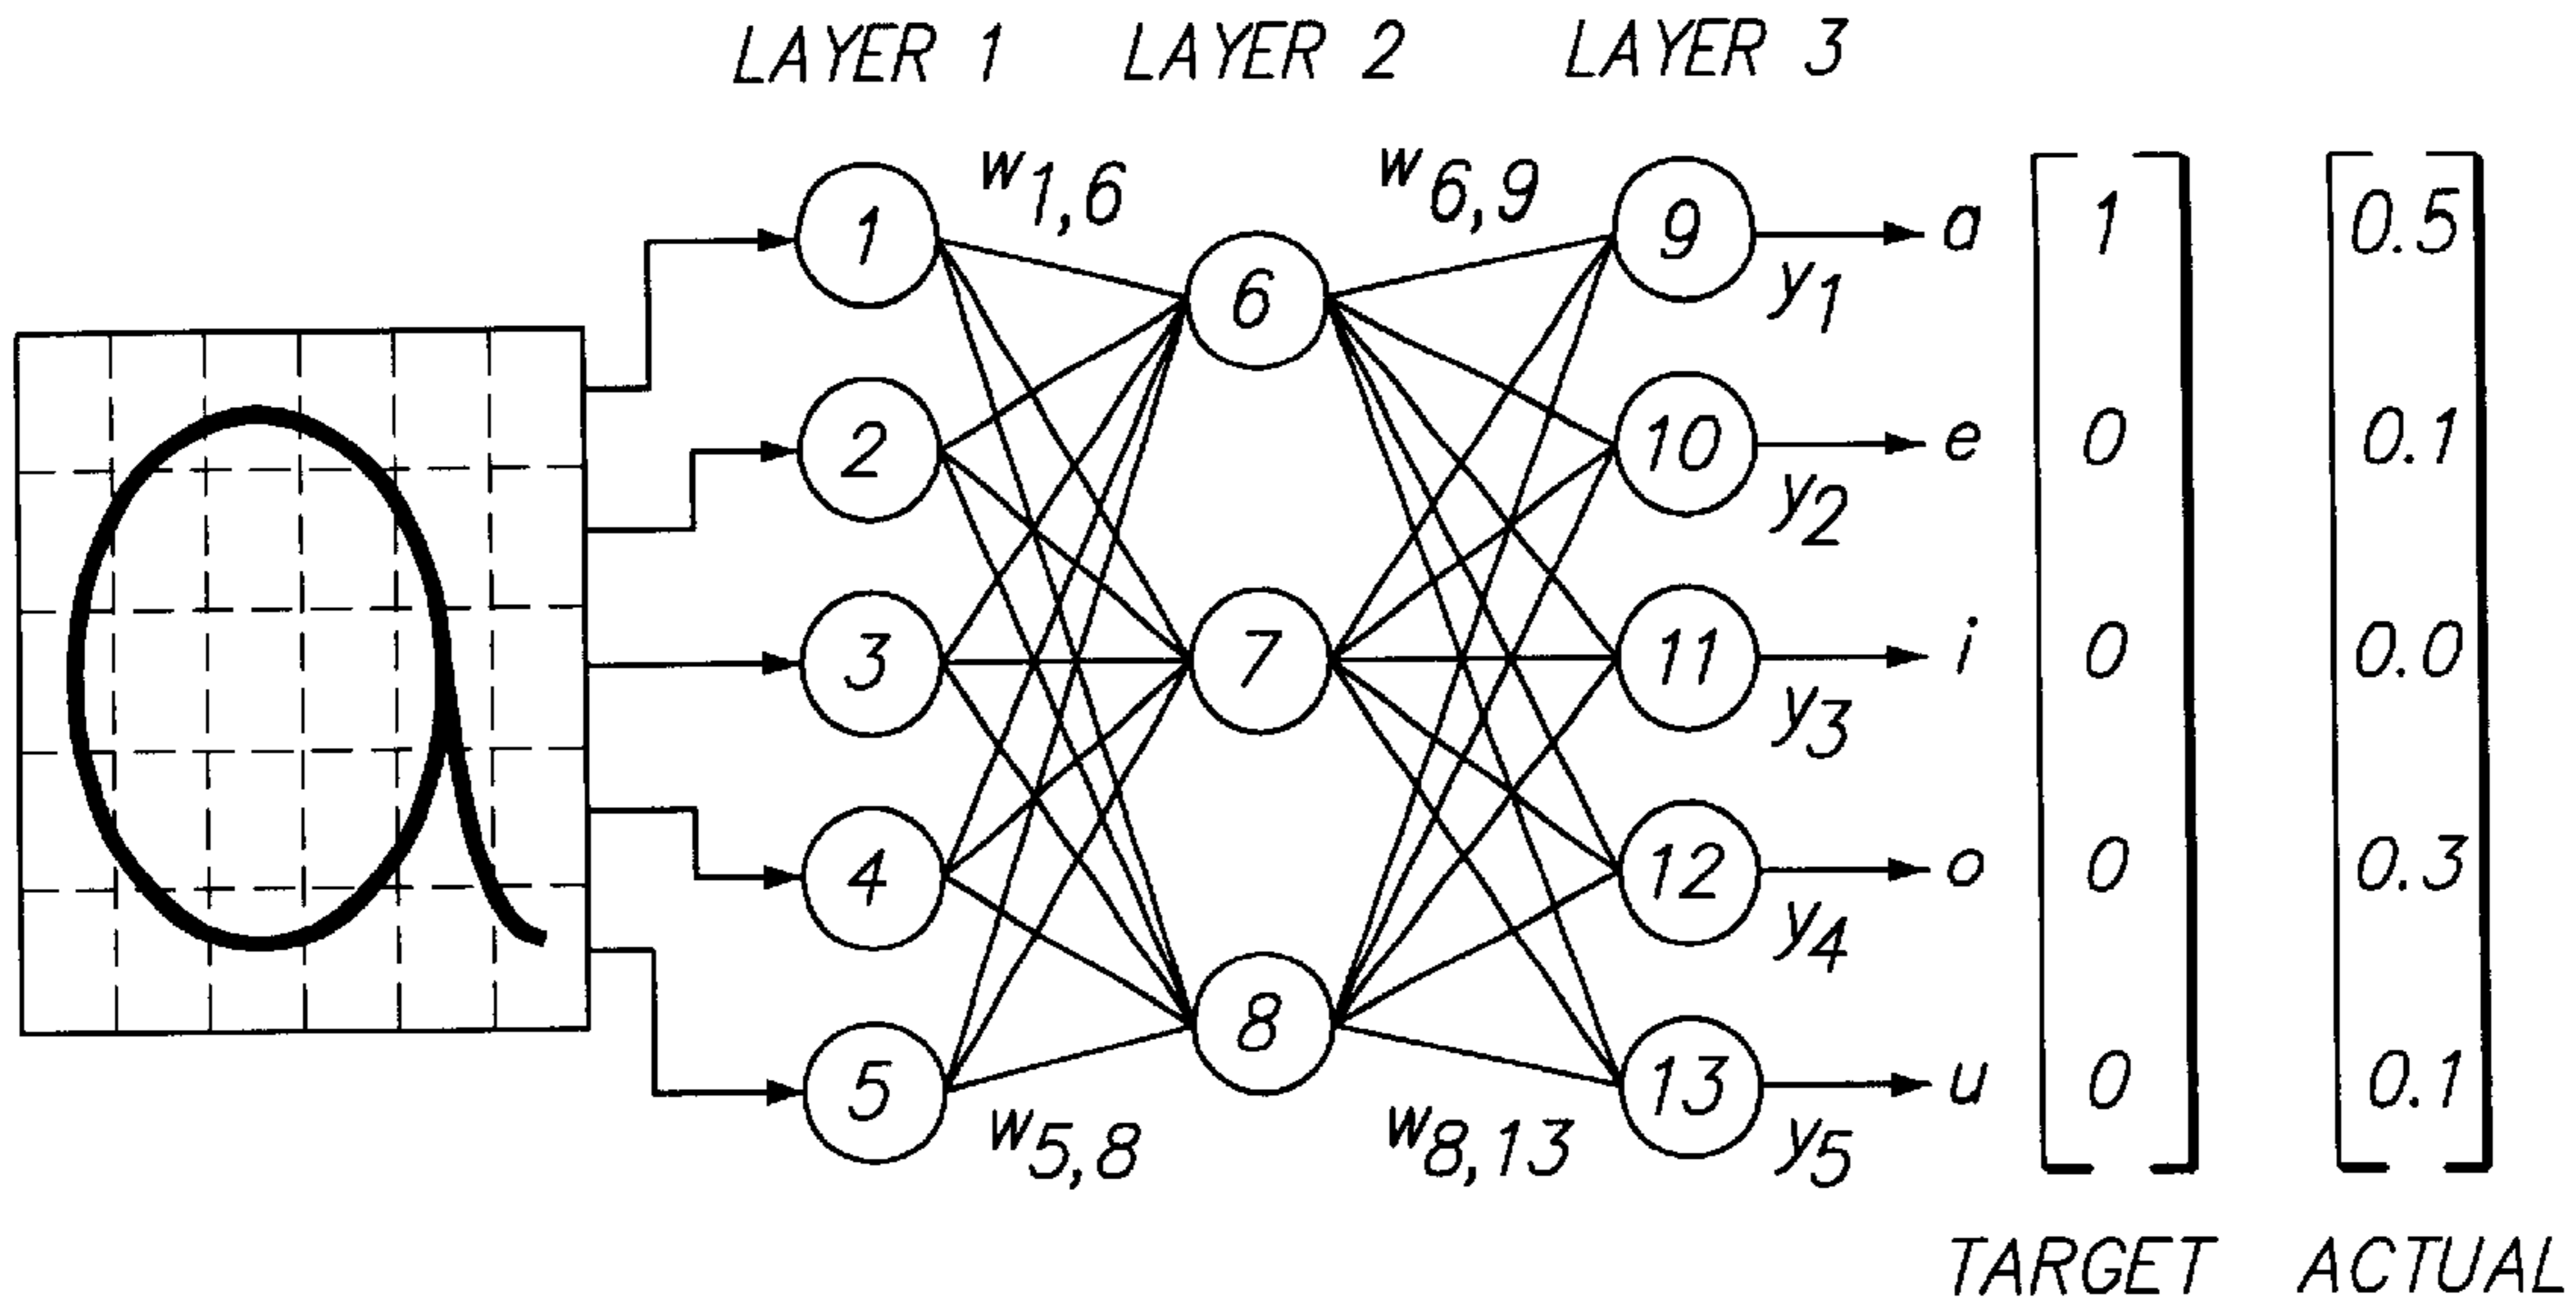 LAYER 1 LAYER 2 LAYER 3
w1,6 w6,9
1 6 9 a 1 0.5
y1
2 10 e 0 0.1
y2
3 7 11 i 0 0.0
y3
4 12 o 0 0.3
y4
5 8 13 u 0 0.1
w5,8 w8,13 y5
TARGET ACTUAL